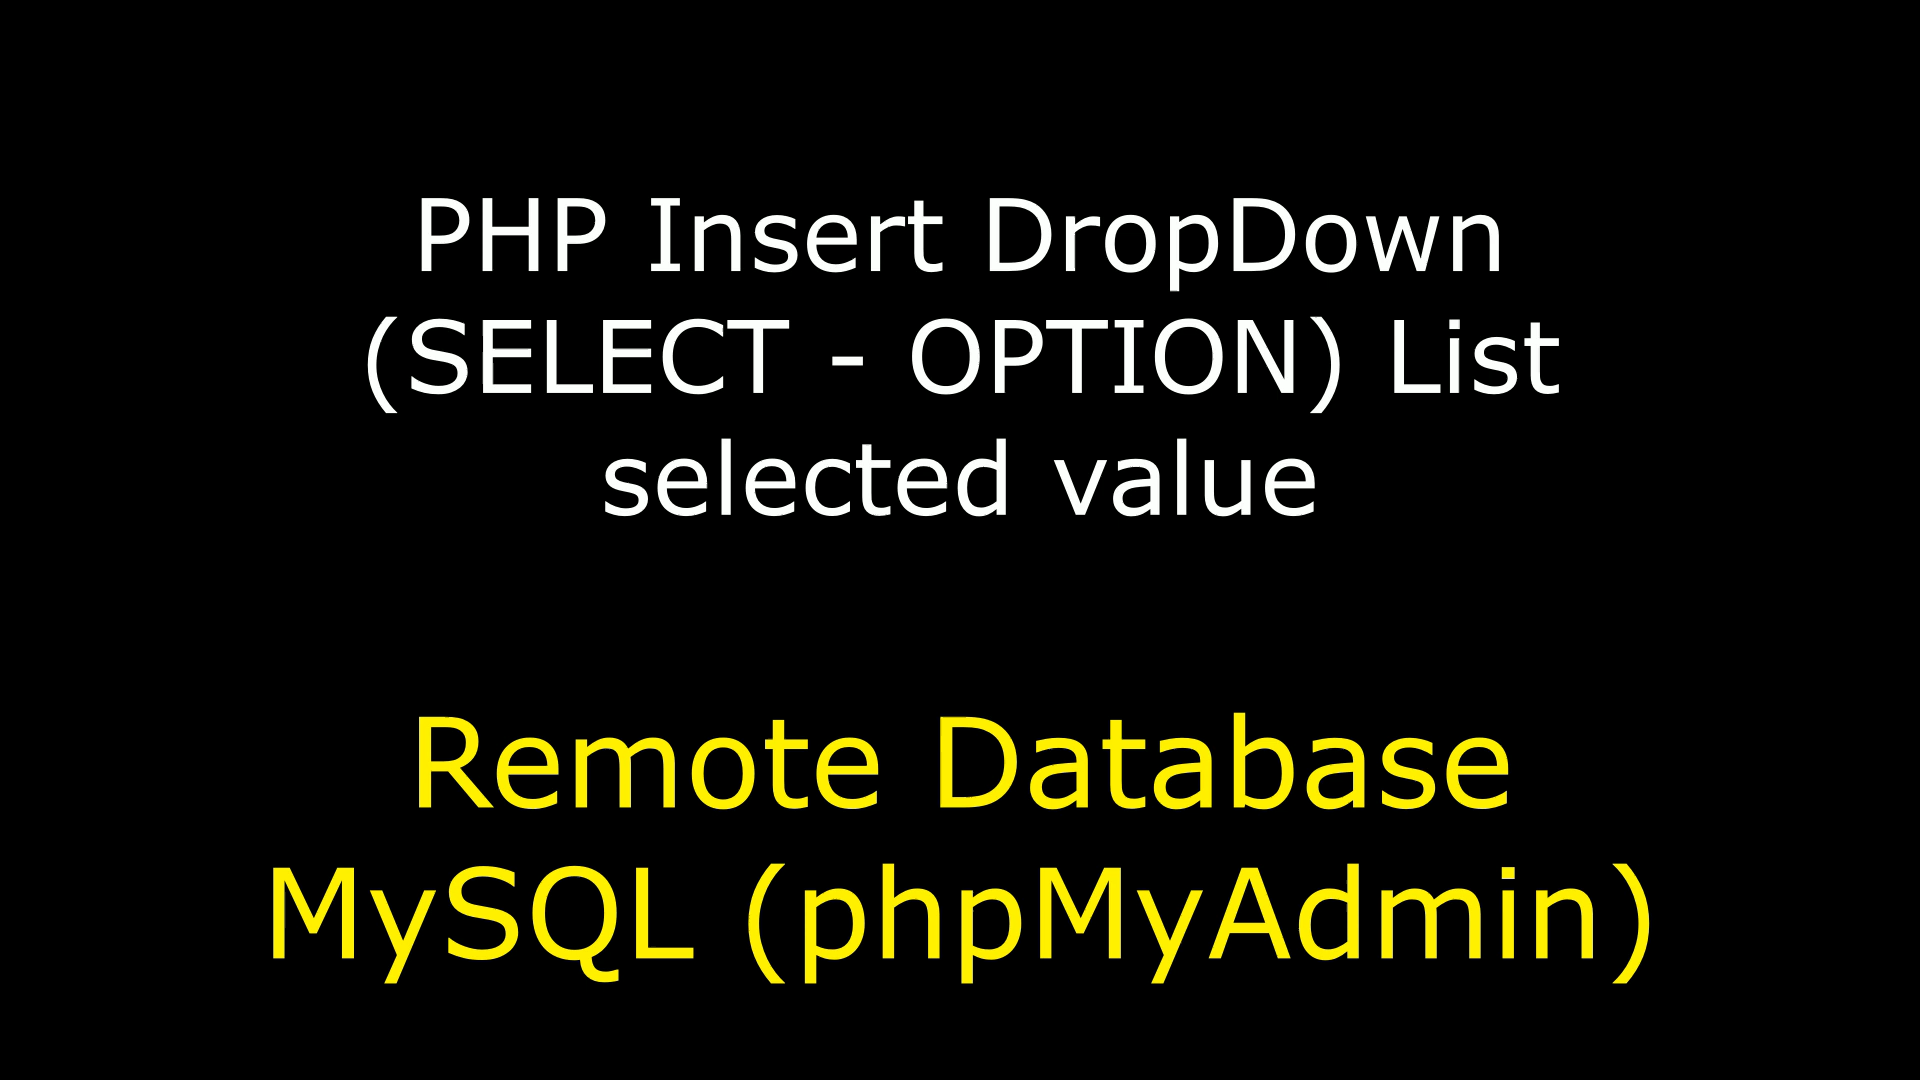 PHP Insert DropDown
(SELECT - OPTION) List
selected value
Remote Database
MySQL (phpMyAdmin)